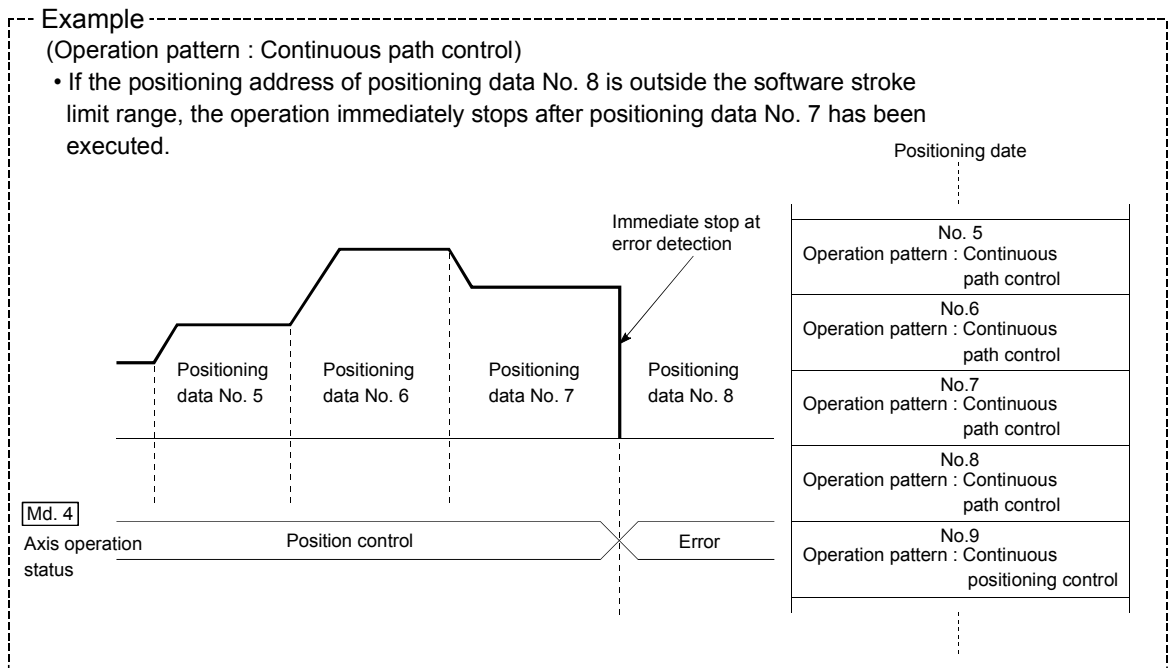 Example
(Operation pattern : Continuous path control)
• If the positioning address of positioning data No. 8 is outside the software stroke
limit range, the operation immediately stops after positioning data No. 7 has been
executed.
Positioning date
Immediate stop at
error detection
Positioning
data No. 5
Positioning
data No. 6
Positioning
data No. 7
Positioning
data No. 8
No. 5
Operation pattern : Continuous
path control
No.6
Operation pattern : Continuous
path control
No.7
Operation pattern : Continuous
path control
No.8
Operation pattern : Continuous
path control
No.9
Operation pattern : Continuous
positioning control
Md. 4
Axis operation
status
Position control
Error